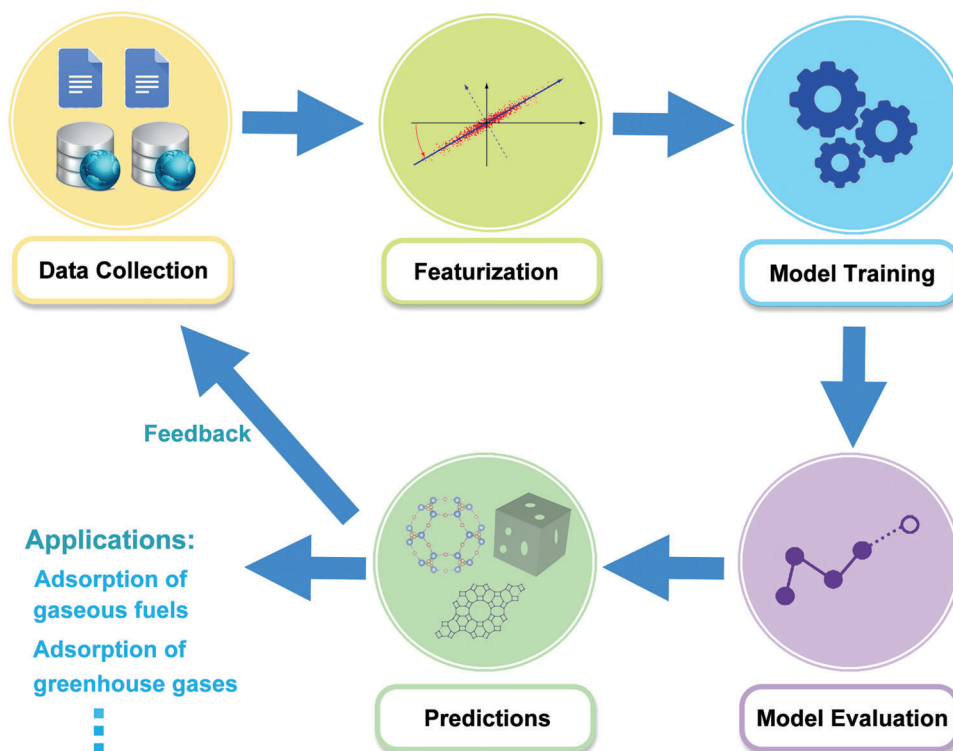 Data Collection
Featurization
Model Training
Feedback
Applications:
Adsorption of
gaseous fuels
Adsorption of
greenhouse gases
Predictions
Model Evaluation